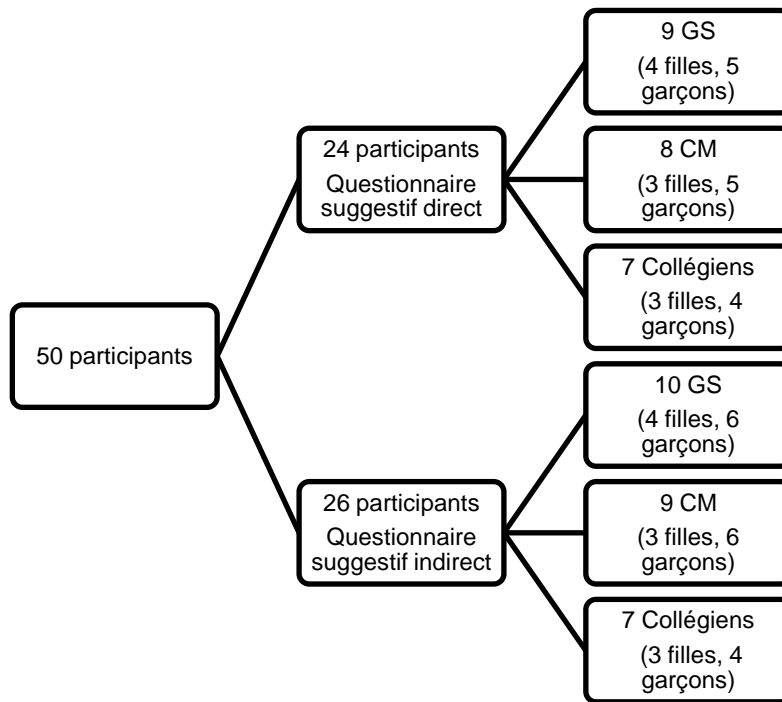 50 participants
24 participants
Questionnaire
suggestif direct
9 GS
(4 filles, 5
garçons)
8 CM
(3 filles, 5
garçons)
7 Collégiens
(3 filles, 4
garçons)
26 participants
Questionnaire
suggestif indirect
10 GS
(4 filles, 6
garçons)
9 CM
(3 filles, 6
garçons)
7 Collégiens
(3 filles, 4
garçons)